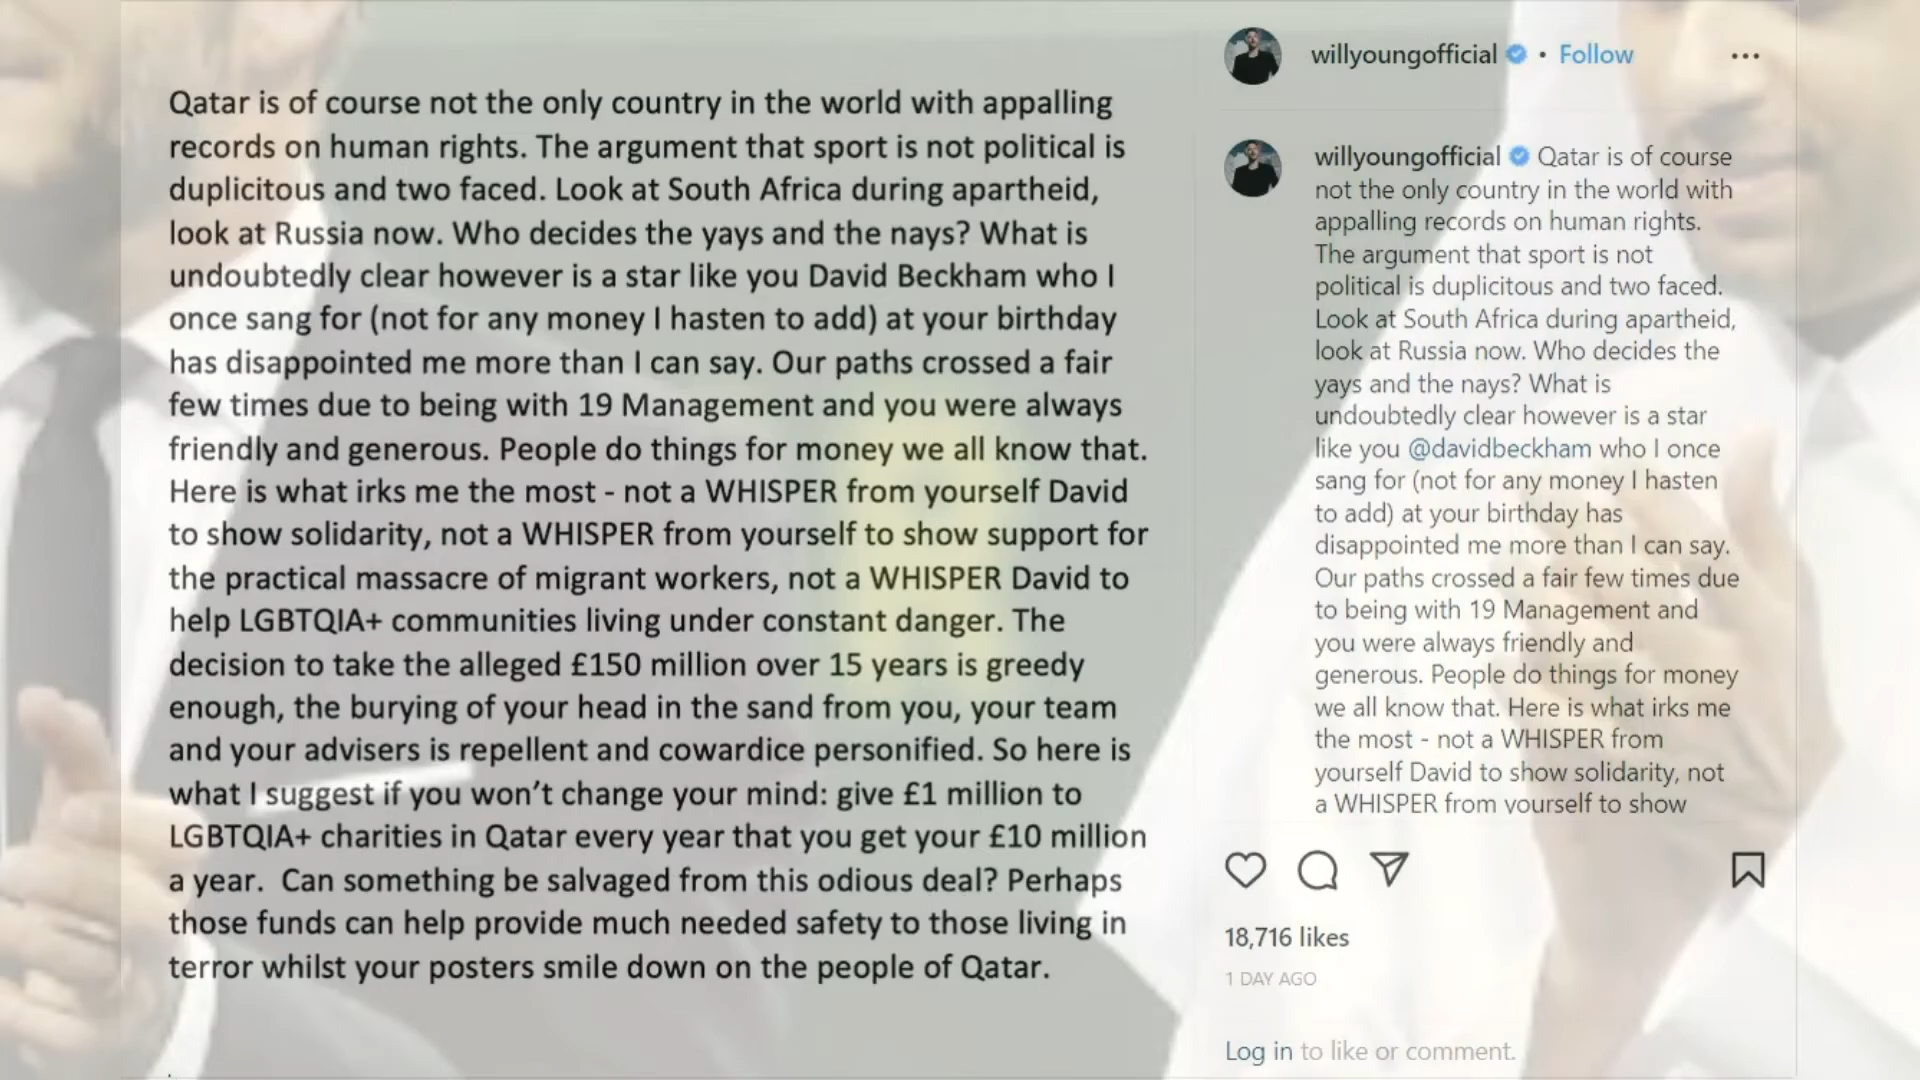 Qatar is of course not the only country in the world with appalling
records on human rights. The argument that sport is not political is
duplicitous and two faced. Look at South Africa during apartheid,
look at Russia now. Who decides the yays and the nays? What is
undoubtedly clear however is a star like you David Beckham who I
once sang for (not for any money I hasten to add) at your birthday
has disappointed me more than I can say. Our paths crossed a fair
few times due to being with 19 Management and you were always
friendly and generous. People do things for money we all know that.
Here is what irks me the most - not a WHISPER from yourself David
to show solidarity, not a WHISPER from yourself to show support for
the practical massacre of migrant workers, not a WHISPER David to
help LGBTQIA+ communities living under constant danger. The
decision to take the alleged £150 million over 15 years is greedy
enough, the burying of your head in the sand from you, your team
and your advisers is repellent and cowardice personified. So here is
what I suggest if you won’t change your mind: give £1 million to
LGBTQIA+ charities in Qatar every year that you get your £10 million
a year.  Can something be salvaged from this odious deal? Perhaps
those funds can help provide much needed safety to those living in
terror whilst your posters smile down on the people of Qatar.
willyoungofficial • Follow
willyoungofficial Qatar is of course
not the only country in the world with
appalling records on human rights.
The argument that sport is not
political is duplicitous and two faced.
Look at South Africa during apartheid,
look at Russia now. Who decides the
yays and the nays? What is
undoubtedly clear however is a star
like you @davidbeckham who I once
sang for (not for any money I hasten
to add) at your birthday has
disappointed me more than I can say.
Our paths crossed a fair few times due
to being with 19 Management and
you were always friendly and
generous. People do things for money
we all know that. Here is what irks me
the most - not a WHISPER from
yourself David to show solidarity, not
a WHISPER from yourself to show
18,716 likes
1 DAY AGO
Log in to like or comment.